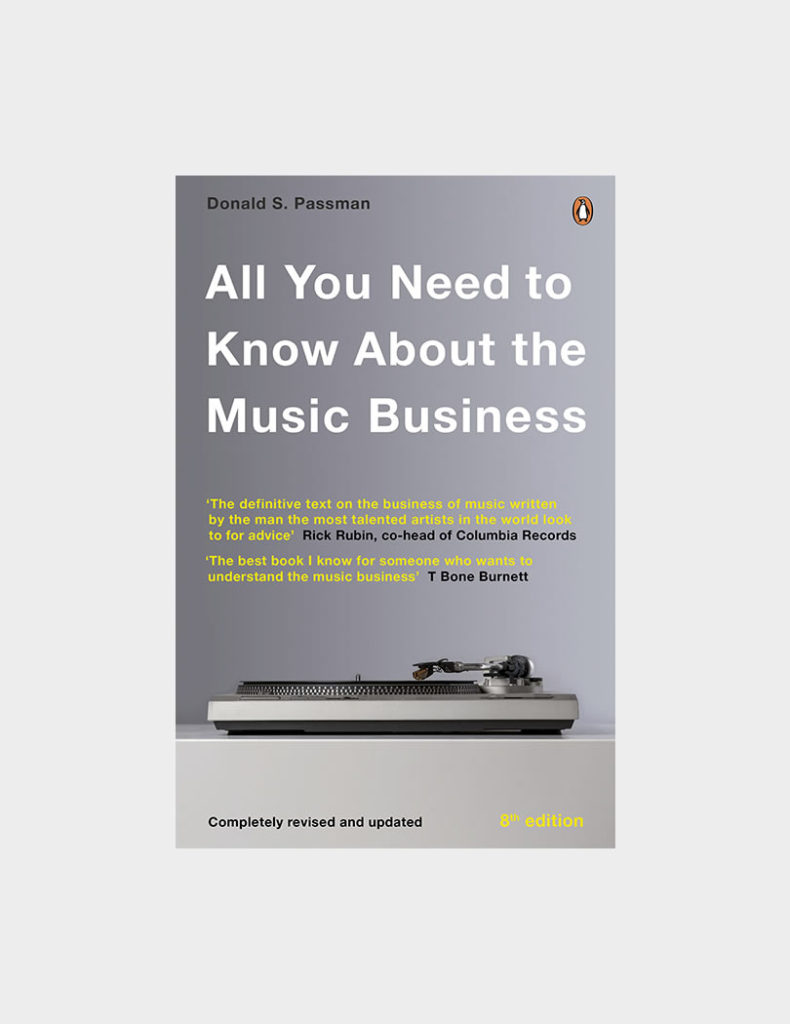 Donald S. Passman
All You Need to
Know About the
Music Business
‘The definitive text on the business of music written
by the man the most talented artists in the world look
to for advice’ Rick Rubin, co-head of Columbia Records
‘The best book I know for someone who wants to
understand the music business’ T Bone Burnett
Completely revised and updated
8th edition